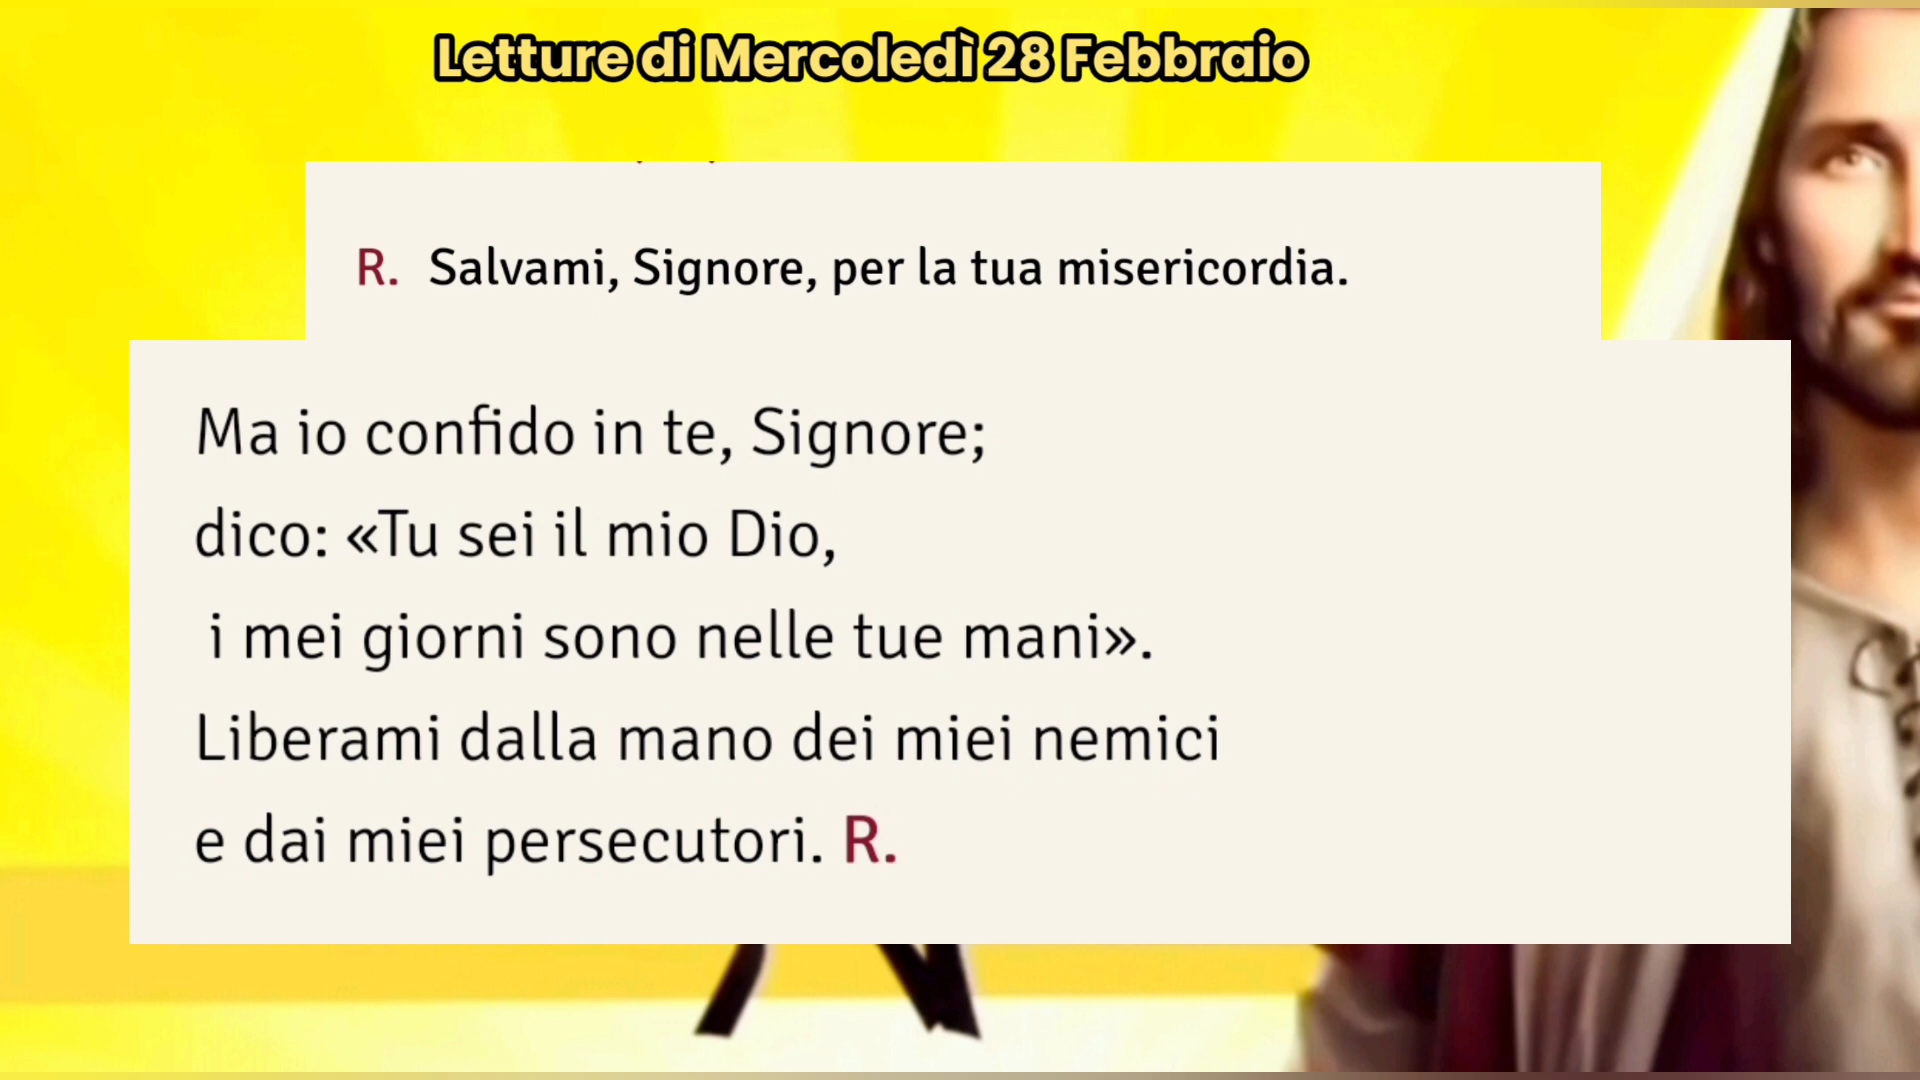 Letture di Mercoledì 28 Febbraio
R. Salvami, Signore, per la tua misericordia.
Ma io confido in te, Signore;
dico: «Tu sei il mio Dio,
i mei giorni sono nelle tue mani».
Liberami dalla mano dei miei nemici
e dai miei persecutori. R.